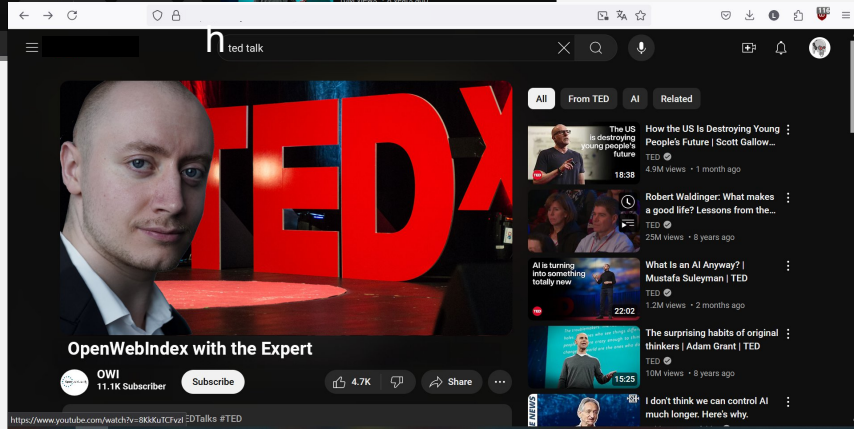 116
h ted talk
TEDX
All
From TED
AI
Related
The US
is destroying
young people's
future
TED
18:38
How the US Is Destroying Young
People's Future | Scott Gallow...
TED
4.9M views • 1 month ago
Robert Waldinger: What makes
a good life? Lessons from the...
TED
25M views • 8 years ago
AI is turning
into something
totally new
TED
22:02
What Is an AI Anyway? |
Mustafa Suleyman | TED
TED
1.2M views • 2 months ago
15:25
The surprising habits of original
thinkers | Adam Grant | TED
TED
10M views • 8 years ago
E NEWS
I don't think we can control AI
much longer. Here's why.
OpenWebIndex with the Expert
OWI
11.1K Subscriber
Subscribe
4.7K
Share
EDTalks #TED
https://www.youtube.com/watch?v=8KkKuTCFvzI